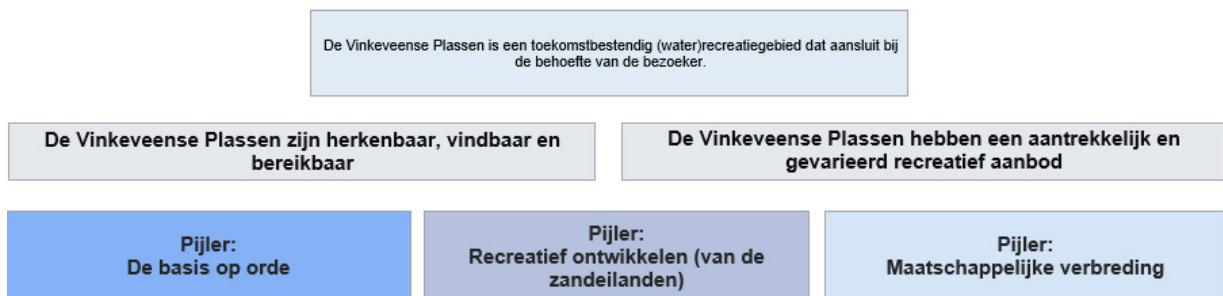 De Vinkeveense Plassen is een toekomstbestendig (water)recreatiegebied dat aansluit bij
de behoefte van de bezoeker.
De Vinkeveense Plassen zijn herkenbaar, vindbaar en
bereikbaar
De Vinkeveense Plassen hebben een aantrekkelijk en
gevarieerd recreatief aanbod
Pijler:
De basis op orde
Pijler:
Recreatief ontwikkelen (van de
zandeilanden)
Pijler:
Maatschappelijke verbreding